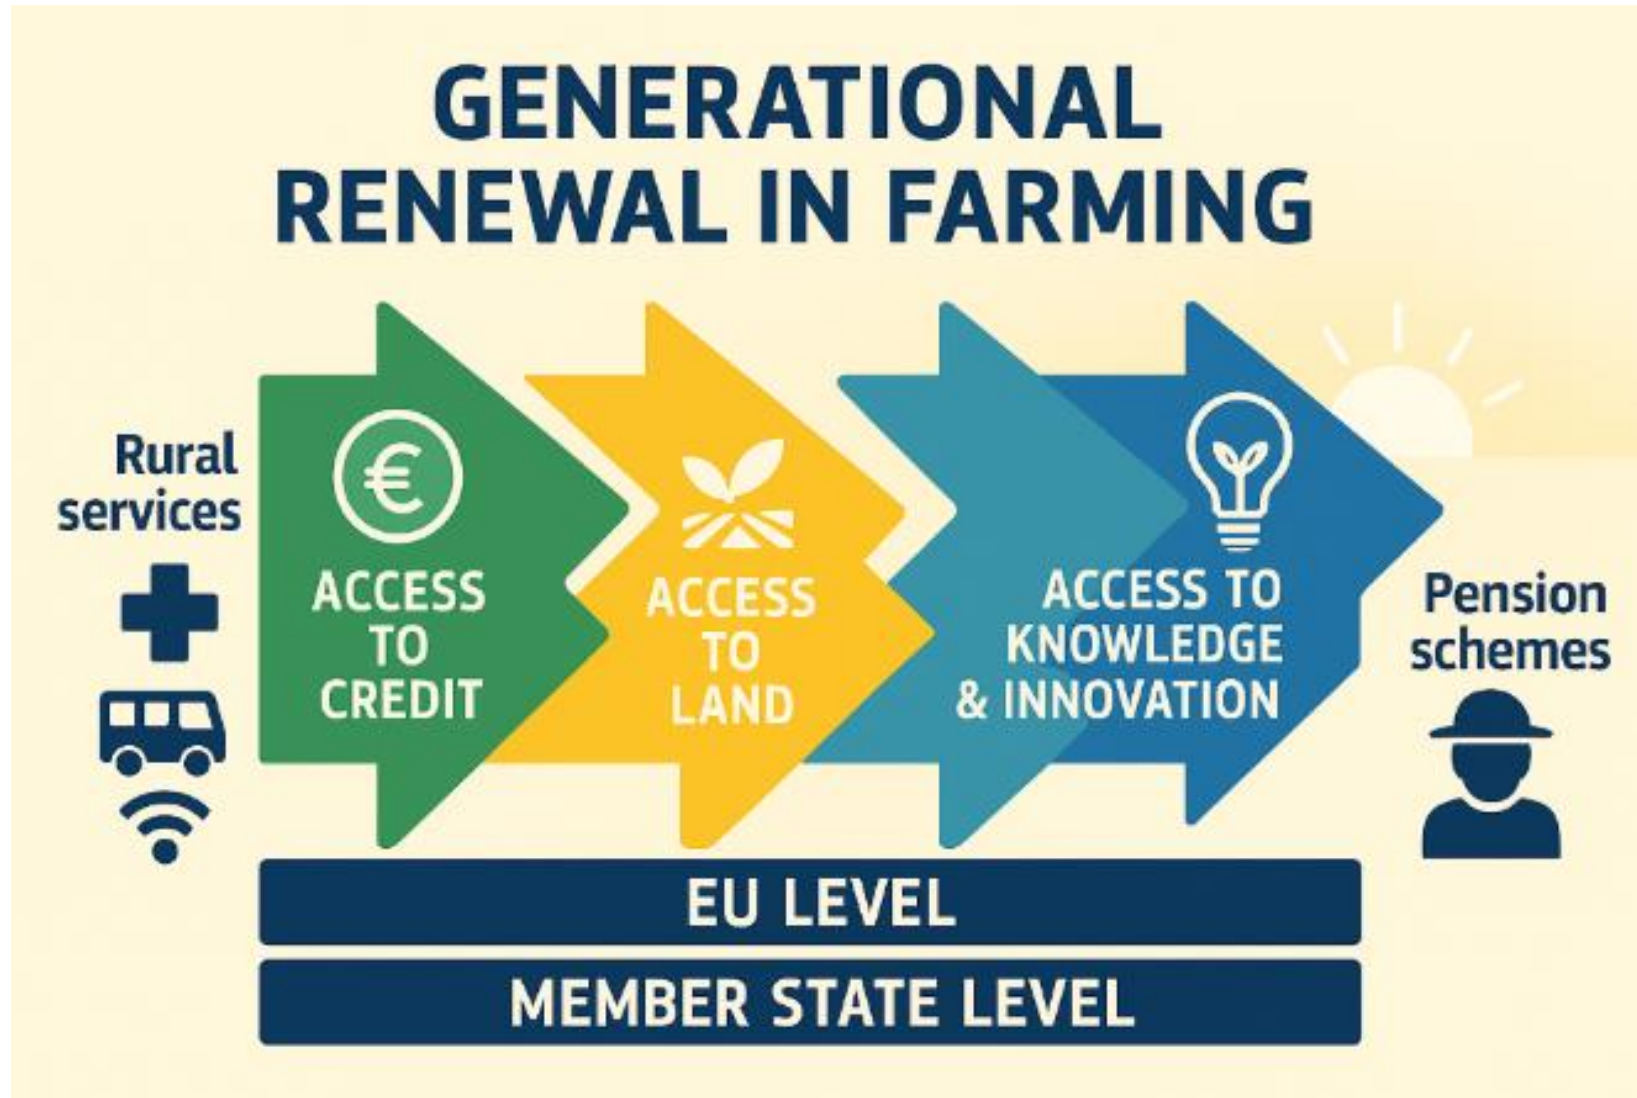 GENERATIONAL
RENEWAL IN FARMING
Rural
services
€
ACCESS
TO
CREDIT
ACCESS
TO
LAND
ACCESS TO
KNOWLEDGE
& INNOVATION
Pension
schemes
EU LEVEL
MEMBER STATE LEVEL